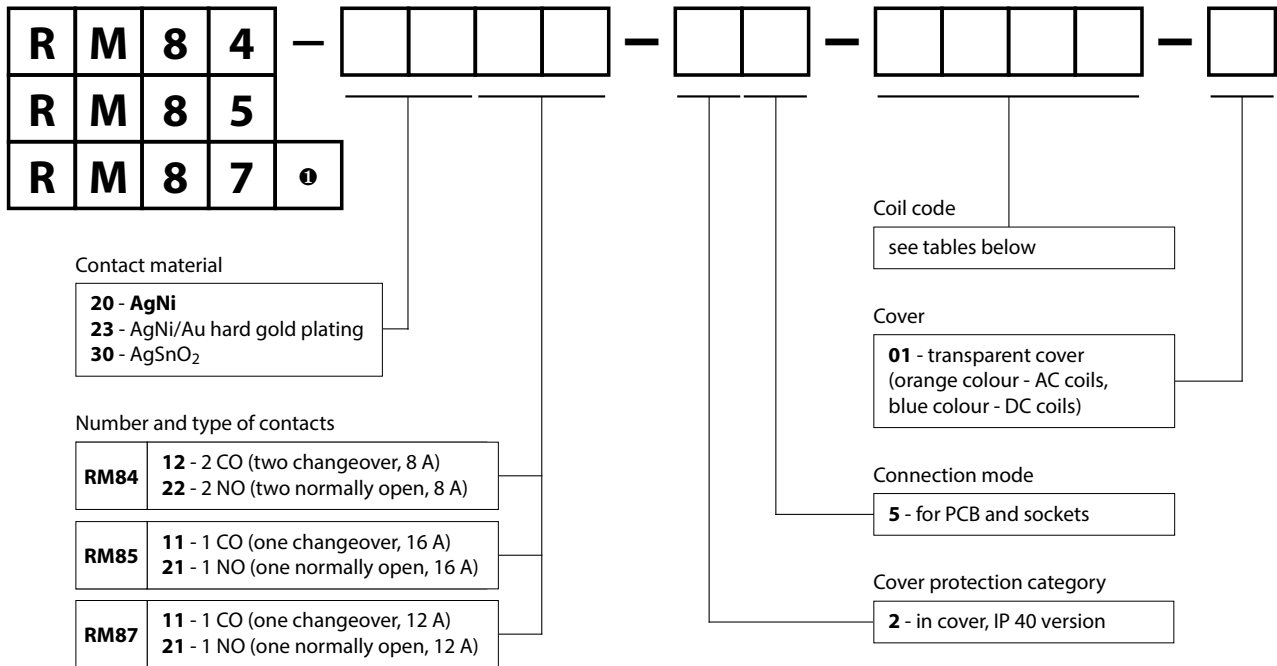 RM84 – – – –
RM85
RM87 ❶
Contact material
20 - AgNi
23 - AgNi/Au hard gold plating
30 - AgSnO₂
Number and type of contacts
RM84
12 - 2 CO (two changeover, 8 A)
22 - 2 NO (two normally open, 8 A)
RM85
11 - 1 CO (one changeover, 16 A)
21 - 1 NO (one normally open, 16 A)
RM87
11 - 1 CO (one changeover, 12 A)
21 - 1 NO (one normally open, 12 A)
Coil code
see tables below
Cover
01 - transparent cover
(orange colour - AC coils,
blue colour - DC coils)
Connection mode
5 - for PCB and sockets
Cover protection category
2 - in cover, IP 40 version